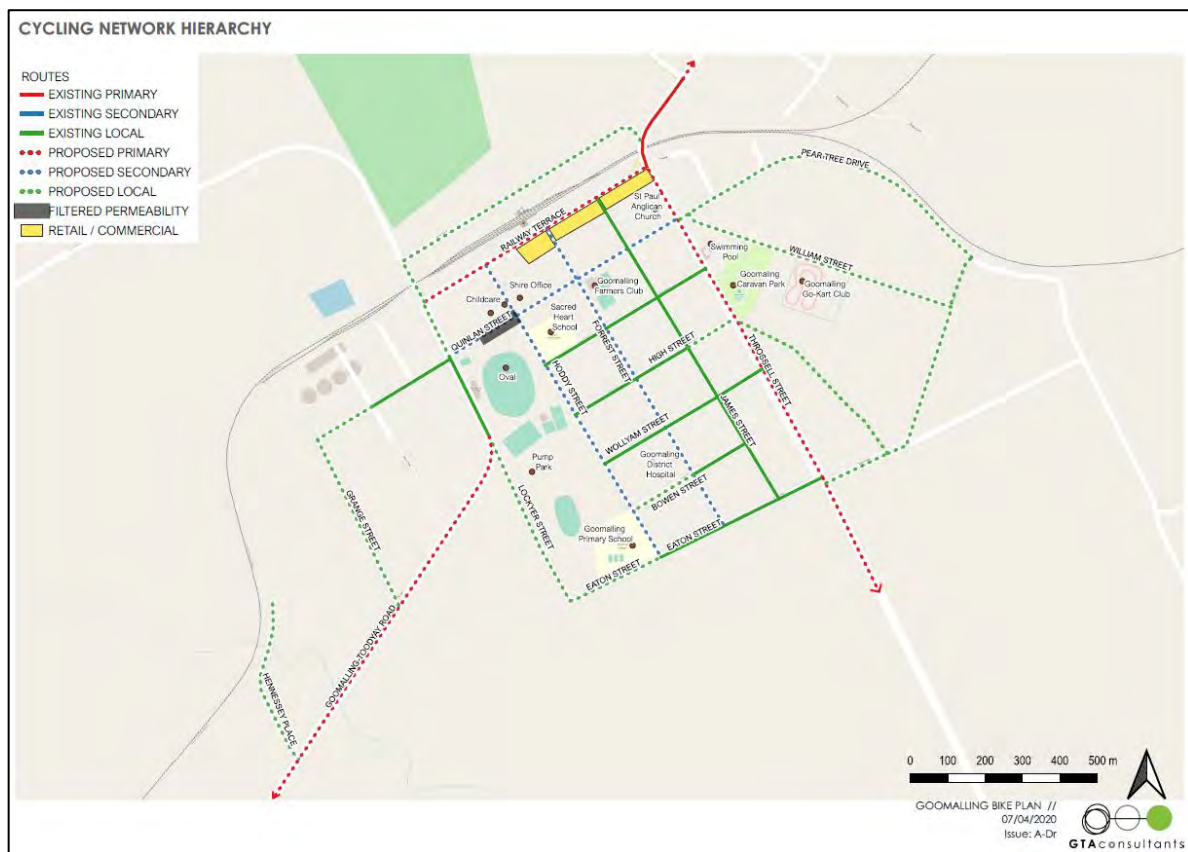 CYCLING NETWORK HIERARCHY
ROUTES
EXISTING PRIMARY
EXISTING SECONDARY
EXISTING LOCAL
PROPOSED PRIMARY
PROPOSED SECONDARY
PROPOSED LOCAL
FILTERED PERMEABILITY
RETAIL / COMMERCIAL
PEAR TREE DRIVE
St Paul
Anglican
Church
RAILWAY TERRACE
Swimming
Pool
WILLIAM STREET
Goomaling
Caravan Park
Goomaling
Go-Kart Club
Goomalling
Farmers Club
Shire Office
Childcare
Sacred
Heart
School
QUINLAN STREET
FORREST STREET
HIGH STREET
THROSSELL STREET
Oval
HODDY STREET
JAMES STREET
WOLLYAM STREET
Pump
Park
Goomaling
District
Hospital
LOCKYER STREET
BOWEN STREET
GRANGE STREET
Goomalling
Primary School
EATON STREET
EATON STREET
GOOMALLING-TOODYAY ROAD
HENNESSEY PLACE
0 100 200 300 400 500 m
GOOMALLING BIKE PLAN //
07/04/2020
Issue: A-Dr
GTAconsultants